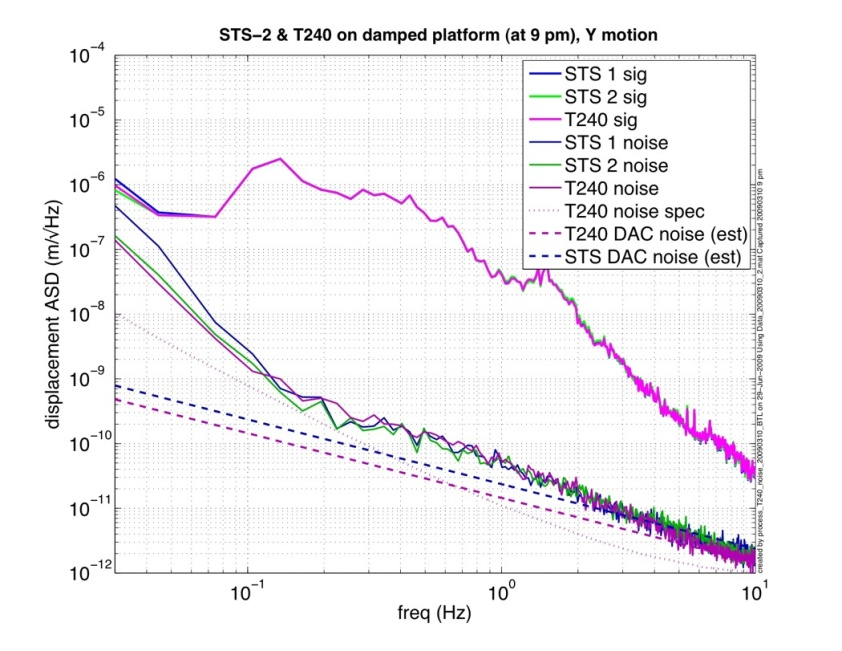 STS−2 & T240 on damped platform (at 9 pm), Y motion
10−4
10−5
10−6
10−7
10−8
10−9
10−10
10−11
10−12
displacement ASD (m/√Hz)
STS 1 sig
STS 2 sig
T240 sig
STS 1 noise
STS 2 noise
T240 noise
T240 noise spec
T240 DAC noise (est)
STS DAC noise (est)
created by process_T240_noise_20090310, BTL on 29−Jun−2009 Using Data_20090310_2.mat Captured 20090310 9 pm
10−1
100
101
freq (Hz)